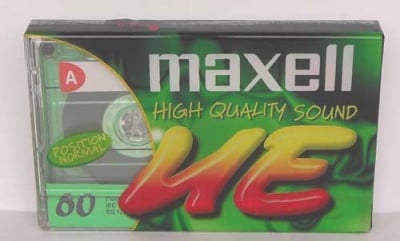 A
maxell
HIGH QUALITY SOUND
POSITION
NORMAL
UE
60